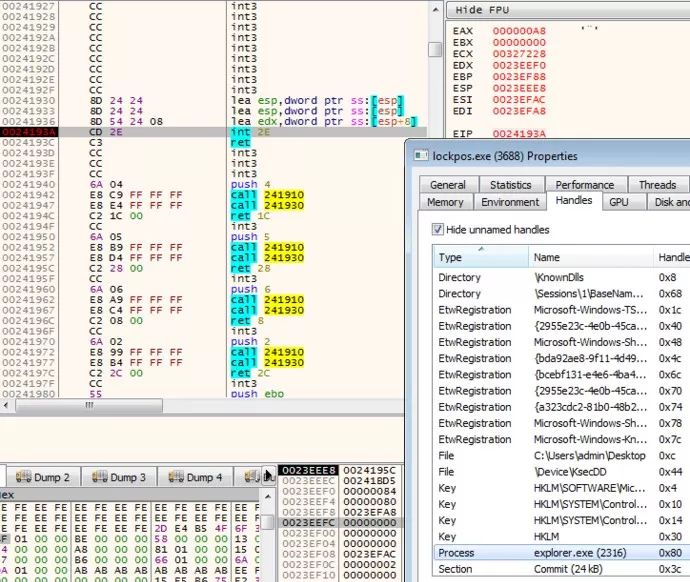 00241927 CC int3
00241928 CC int3
00241929 CC int3
0024192A CC int3
0024192B CC int3
0024192C CC int3
0024192D CC int3
0024192E CC int3
0024192F CC int3
00241930 8D 24 24 lea esp,dword ptr ss:[esp]
00241933 8D 24 24 lea esp,dword ptr ss:[esp]
00241936 8D 54 24 08 lea edx,dword ptr ss:[esp+8]
0024193A CD 2E int 2E
0024193C C3 ret
0024193D CC int3
0024193E CC int3
0024193F CC int3
00241940 6A 04 push 4
00241942 E8 C9 FF FF FF call 241910
00241947 E8 E4 FF FF FF call 241930
0024194C C2 1C 00 ret 1C
0024194F CC int3
00241950 6A 05 push 5
00241952 E8 B9 FF FF FF call 241910
00241957 E8 D4 FF FF FF call 241930
0024195C C2 28 00 ret 28
0024195F CC int3
00241960 6A 06 push 6
00241962 E8 A9 FF FF FF call 241910
00241967 E8 C4 FF FF FF call 241930
0024196C C2 08 00 ret 8
0024196F CC int3
00241970 6A 02 push 2
00241972 E8 99 FF FF FF call 241910
00241977 E8 B4 FF FF FF call 241930
0024197C C2 2C 00 ret 2C
0024197F CC int3
00241980 55 push ebp
Hide FPU
EAX 000000A8 '¨'
EBX 00000000
ECX 00327228
EDX 0023EEF0
EBP 0023EF88
ESP 0023EEE8
ESI 0023EFAC
EDI 0023EFA8
EIP 0024193A
lockpos.exe (3688) Properties
General Statistics Performance Threads
Memory Environment Handles GPU Disk and
Hide unnamed handles
Type Name Handle
Directory \KnownDlls 0x8
Directory \Sessions\1\BaseNam... 0x68
EtwRegistration Microsoft-Windows-TS... 0x1c
EtwRegistration {2955e23c-4e0b-45ca... 0x40
EtwRegistration Microsoft-Windows-Sh... 0x48
EtwRegistration {bda92ae8-9f11-4d49... 0x4c
EtwRegistration {bcebf131-e4e6-4ba4... 0x6c
EtwRegistration {2955e23c-4e0b-45ca... 0x70
EtwRegistration {a323cdc2-81b0-48b2... 0x74
EtwRegistration Microsoft-Windows-Sh... 0x78
EtwRegistration Microsoft-Windows-Kn... 0x7c
File C:\Users\admin\Desktop 0xc
File \Device\KsecDD 0x44
Key HKLM\SOFTWARE\Mic... 0x4
Key HKLM\SYSTEM\Control... 0x10
Key HKLM\SYSTEM\Control... 0x14
Key HKLM 0x30
Process explorer.exe (2316) 0x80
Section Commit (24 kB) 0x3c
Dump 2 Dump 3 Dump 4
ex
0023EEE8 0024195C
0023EEEC 00241BD5
0023EEF0 00000084
0023EEF4 00000080
0023EEF8 0023EFA8
0023EEFC 00000000
0023EF00 00000000
0023EF04 00000000
0023EF08 0023EFAC
0023EF0C 00000002
0023EF10 00000000